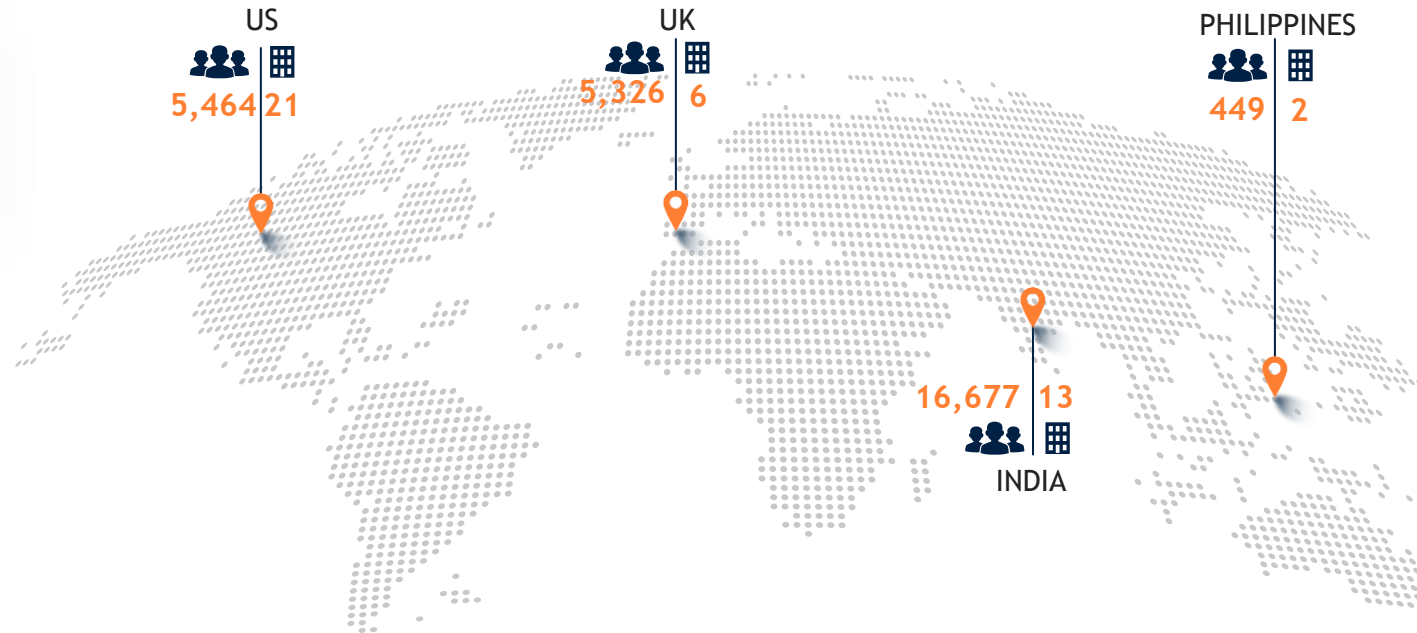 US
5,464 21
UK
5,326 6
PHILIPPINES
449 2
16,677 13
INDIA